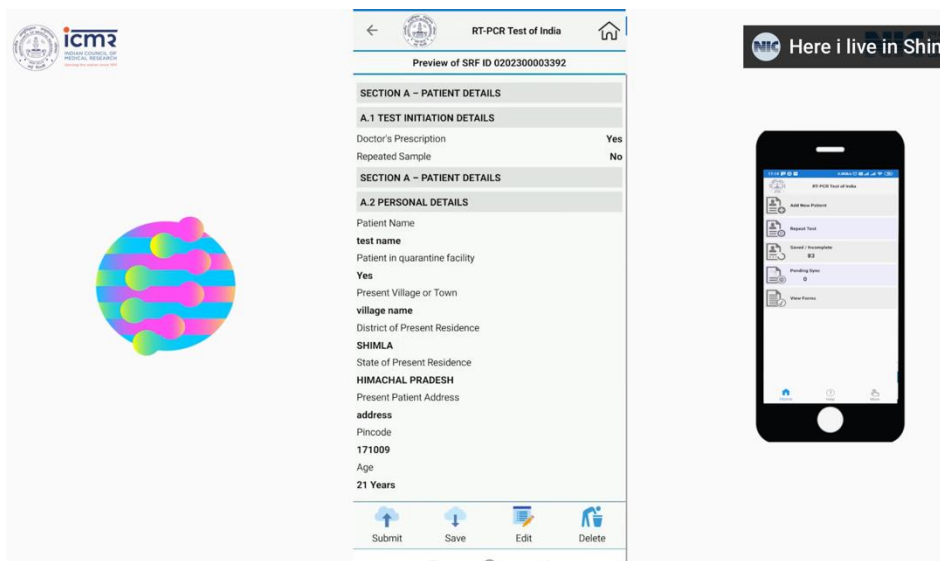 icmr
INDIAN COUNCIL OF
MEDICAL RESEARCH
RT-PCR Test of India
Preview of SRF ID 0202300003392
SECTION A – PATIENT DETAILS
A.1 TEST INITIATION DETAILS
Doctor's Prescription Yes
Repeated Sample No
SECTION A – PATIENT DETAILS
A.2 PERSONAL DETAILS
Patient Name
test name
Patient in quarantine facility
Yes
Present Village or Town
village name
District of Present Residence
SHIMLA
State of Present Residence
HIMACHAL PRADESH
Present Patient Address
address
Pincode
171009
Age
21 Years
Submit Save Edit Delete
NIC Here i live in Shin
RT-PCR Test of India
Add New Patient
Repeat Test
Saved / Incomplete
83
Pending Sync
0
View Forms
Home Help More